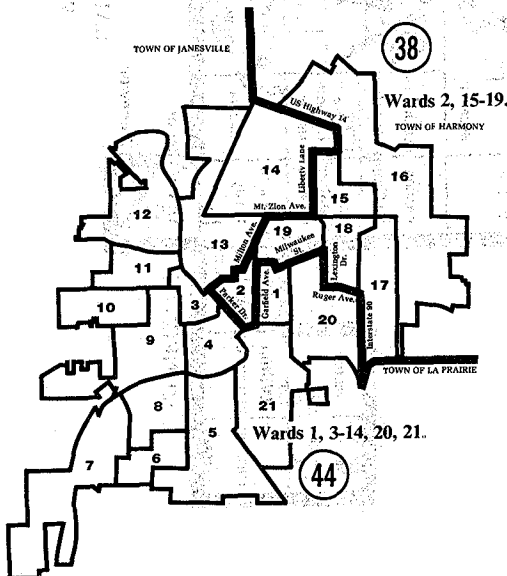 TOWN OF JANESVILLE
38
US Highway 14
Wards 2, 15-19.
TOWN OF HARMONY
14
Liberty Lane
15
16
Mt. Zion Ave.
12
13
Milton Ave.
19
Milwaukee
St.
18
Lexington
Dr.
11
10
3
Parker Dr.
2
Garfield Ave.
1
Ruger Ave.
20
17
Interstate 90
9
4
TOWN OF LA PRAIRIE
8
5
21
Wards 1, 3-14, 20, 21.
7
6
44